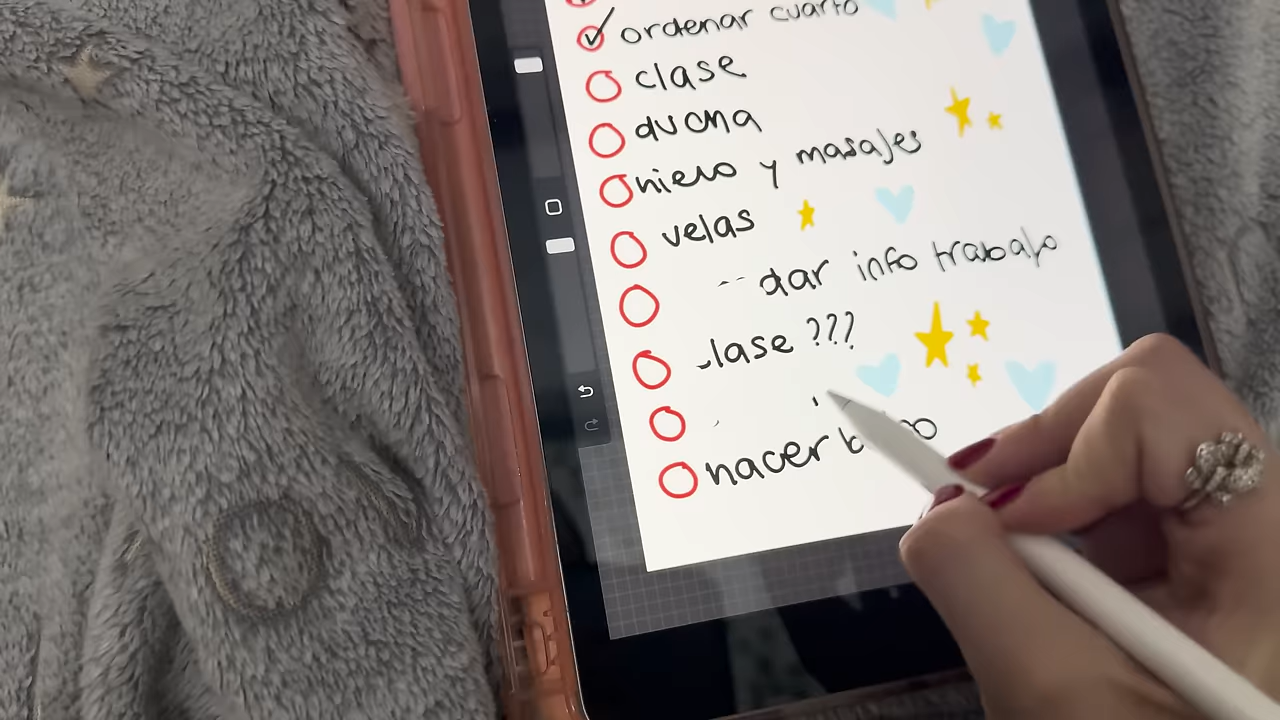 ordenar cuarto
clase
ducha
hielo y masajes
velas
dar info trabajo
lase ???
hacer